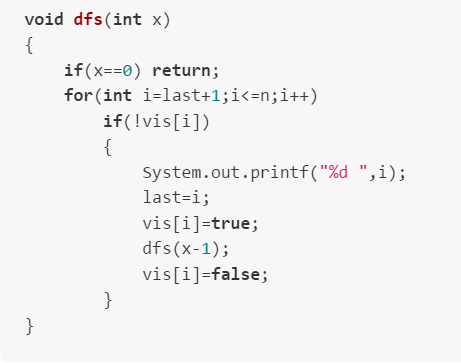 void dfs(int x)
{
    if(x==0) return;
    for(int i=last+1;i<=n;i++)
        if(!vis[i])
        {
            System.out.printf("%d ",i);
            last=i;
            vis[i]=true;
            dfs(x-1);
            vis[i]=false;
        }
}